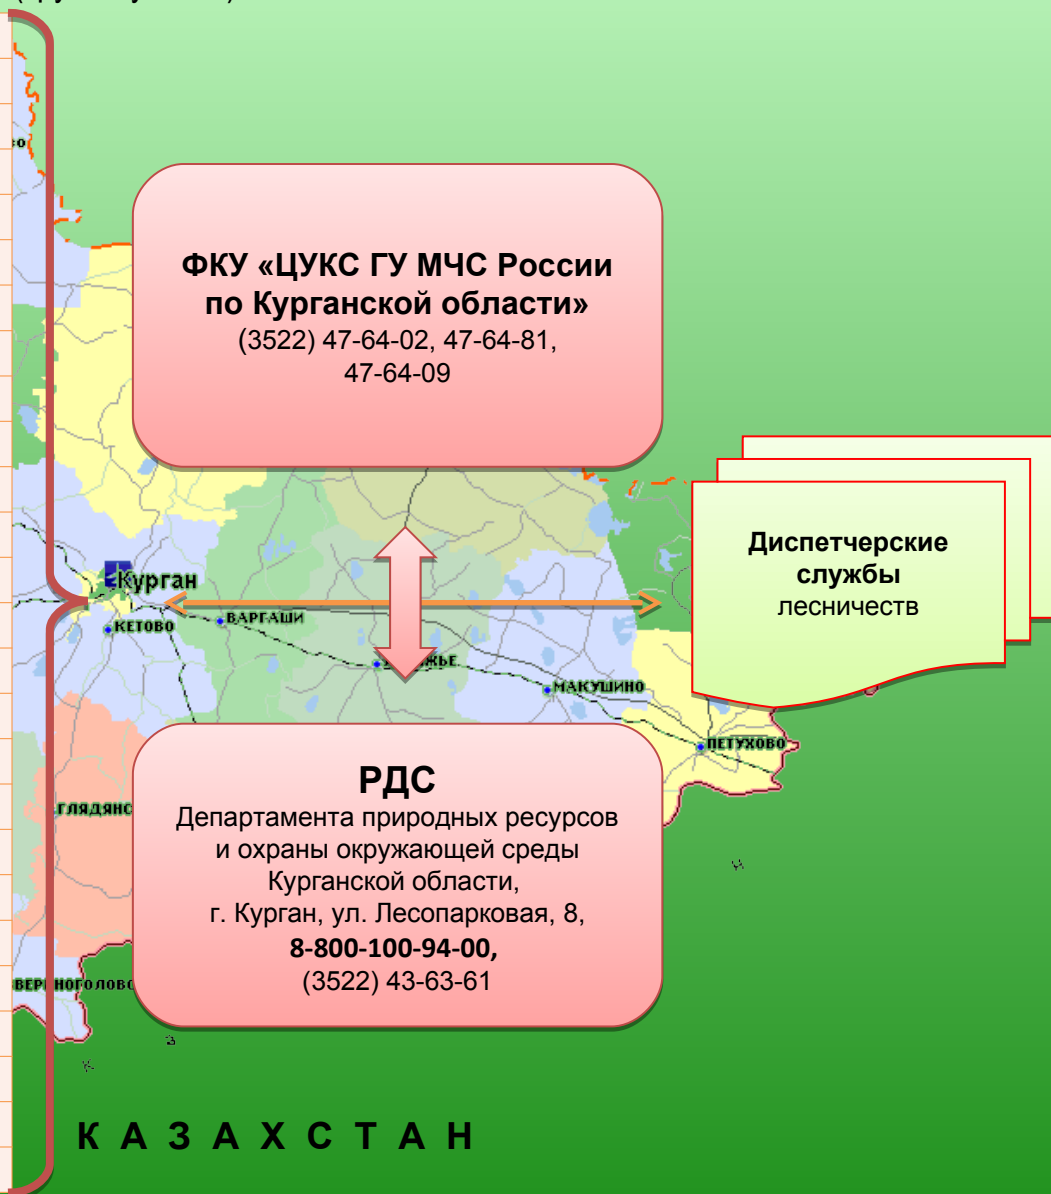 ФКУ «ЦУКС ГУ МЧС России
по Курганской области»
(3522) 47-64-02, 47-64-81,
47-64-09
Диспетчерские
службы
лесничеств
Курган
КЕТОВО
ВАРГАШИ
МАКУШИНО
ПЕТУХОВО
РДС
Департамента природных ресурсов
и охраны окружающей среды
Курганской области,
г. Курган, ул. Лесопарковая, 8,
8-800-100-94-00,
(3522) 43-63-61
КАЗАХСТАН